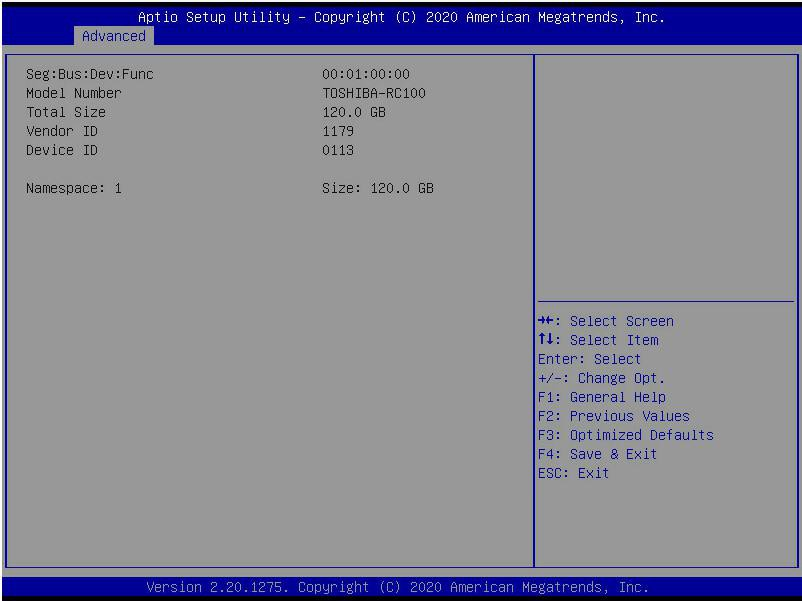 Aptio Setup Utility – Copyright (C) 2020 American Megatrends, Inc.
Advanced
Seg:Bus:Dev:Func 00:01:00:00
Model Number TOSHIBA-RC100
Total Size 120.0 GB
Vendor ID 1179
Device ID 0113
Namespace: 1 Size: 120.0 GB
→←: Select Screen
↑↓: Select Item
Enter: Select
+/-: Change Opt.
F1: General Help
F2: Previous Values
F3: Optimized Defaults
F4: Save & Exit
ESC: Exit
Version 2.20.1275. Copyright (C) 2020 American Megatrends, Inc.